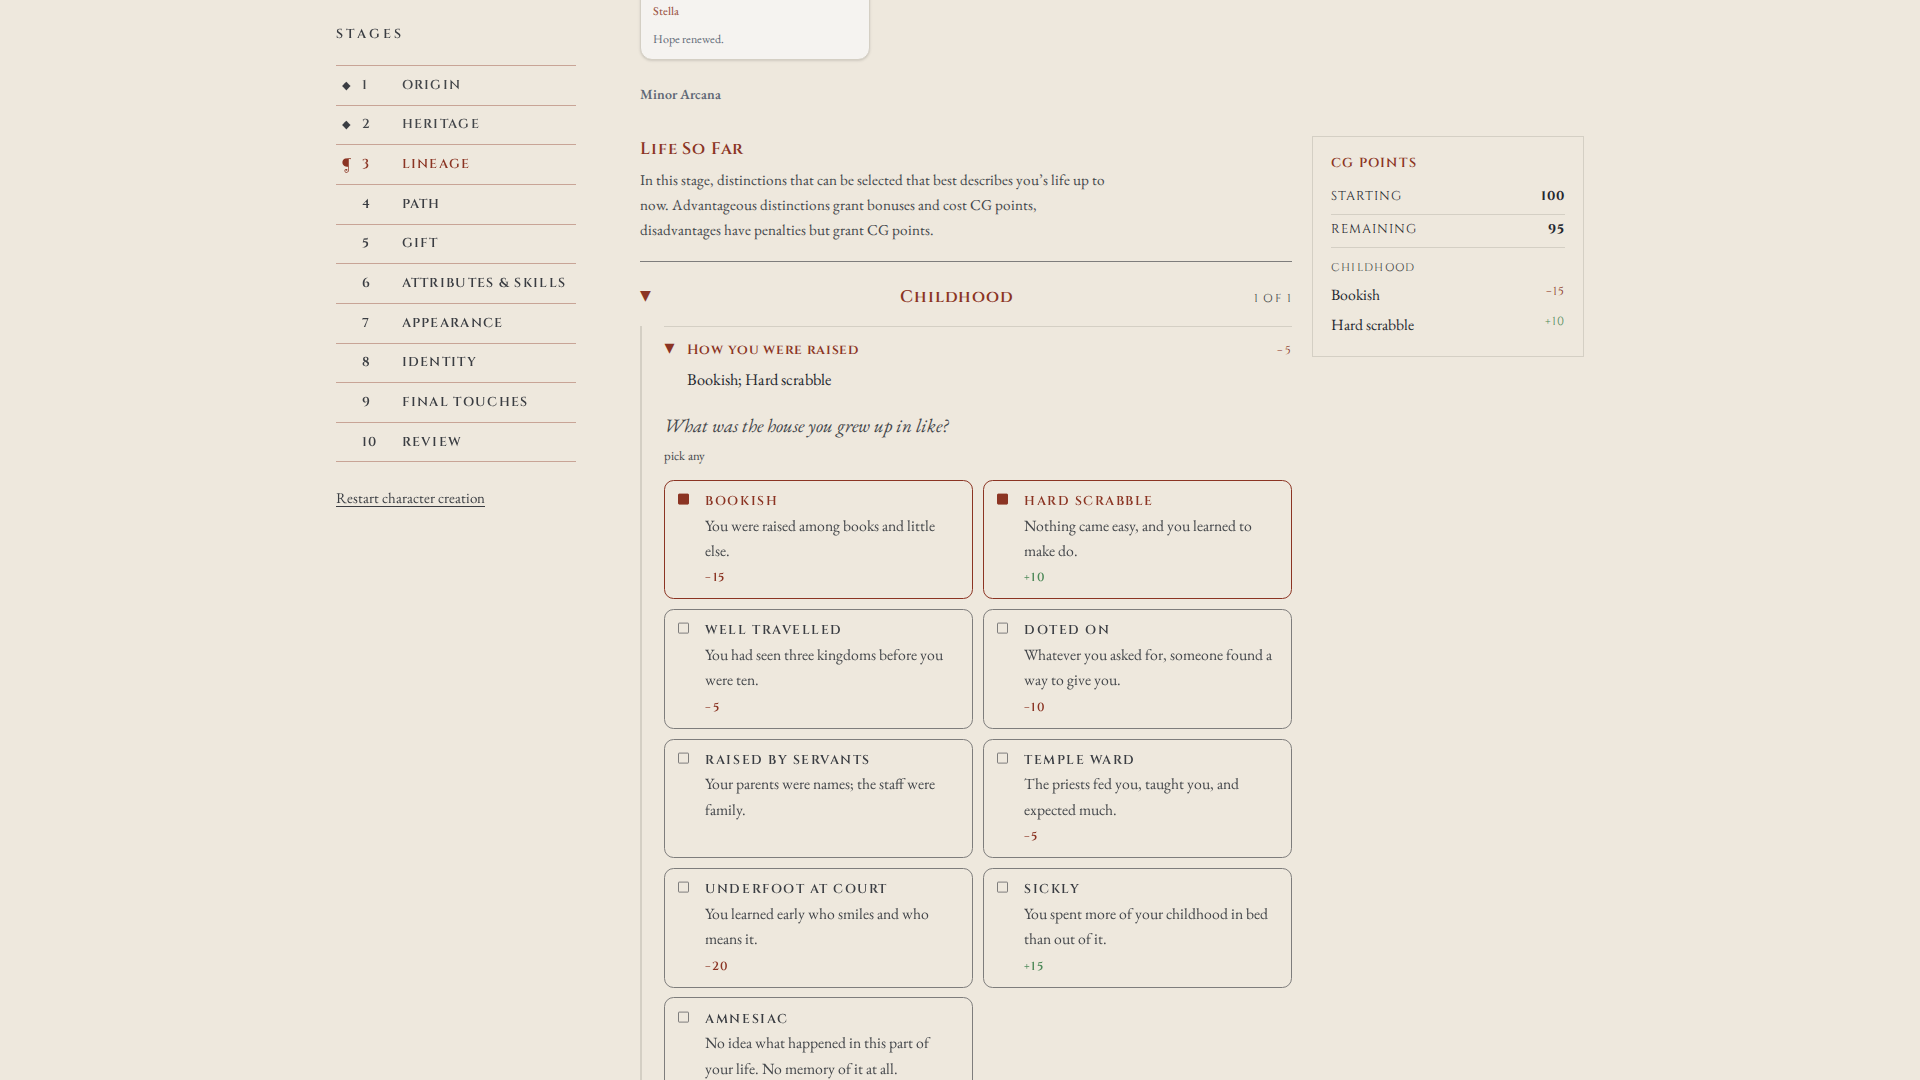 STAGES
◆ 1 ORIGIN
◆ 2 HERITAGE
¶ 3 LINEAGE
4 PATH
5 GIFT
6 ATTRIBUTES & SKILLS
7 APPEARANCE
8 IDENTITY
9 FINAL TOUCHES
10 REVIEW
Restart character creation
Stella
Hope renewed.
Minor Arcana
Life So Far
In this stage, distinctions that can be selected that best describes you’s life up to
now. Advantageous distinctions grant bonuses and cost CG points,
disadvantages have penalties but grant CG points.
▼ Childhood 1 OF 1
▼ How you were raised −5
Bookish; Hard scrabble
What was the house you grew up in like?
pick any
BOOKISH
You were raised among books and little
else.
−15
HARD SCRABBLE
Nothing came easy, and you learned to
make do.
+10
WELL TRAVELLED
You had seen three kingdoms before you
were ten.
−5
DOTED ON
Whatever you asked for, someone found a
way to give you.
−10
RAISED BY SERVANTS
Your parents were names; the staff were
family.
TEMPLE WARD
The priests fed you, taught you, and
expected much.
−5
UNDERFOOT AT COURT
You learned early who smiles and who
means it.
−20
SICKLY
You spent more of your childhood in bed
than out of it.
+15
AMNESIAC
No idea what happened in this part of
your life. No memory of it at all.
CG POINTS
STARTING 100
REMAINING 95
CHILDHOOD
Bookish −15
Hard scrabble +10